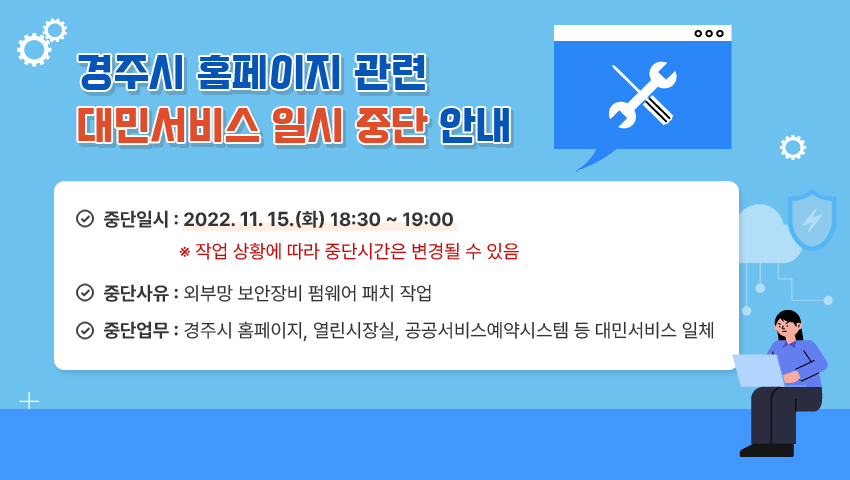 경주시 홈페이지 관련
대민서비스 일시 중단 안내
중단일시 : 2022. 11. 15.(화) 18:30 ~ 19:00
※ 작업 상황에 따라 중단시간은 변경될 수 있음
중단사유 : 외부망 보안장비 펌웨어 패치 작업
중단업무 : 경주시 홈페이지, 열린시장실, 공공서비스예약시스템 등 대민서비스 일체